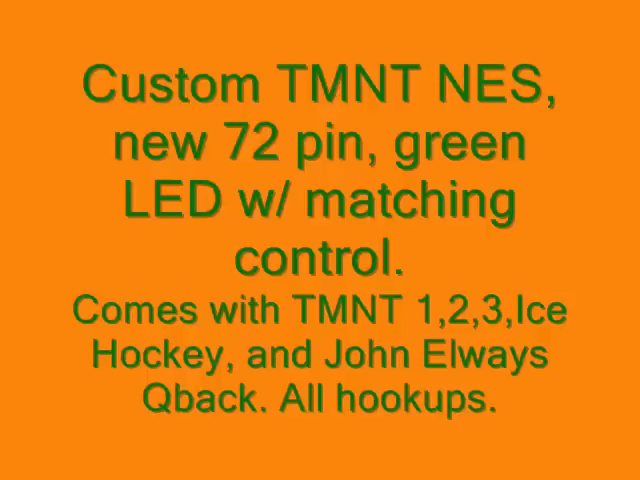 Custom TMNT NES,
new 72 pin, green
LED w/ matching
control.
Comes with TMNT 1,2,3,Ice
Hockey, and John Elways
Qback. All hookups.